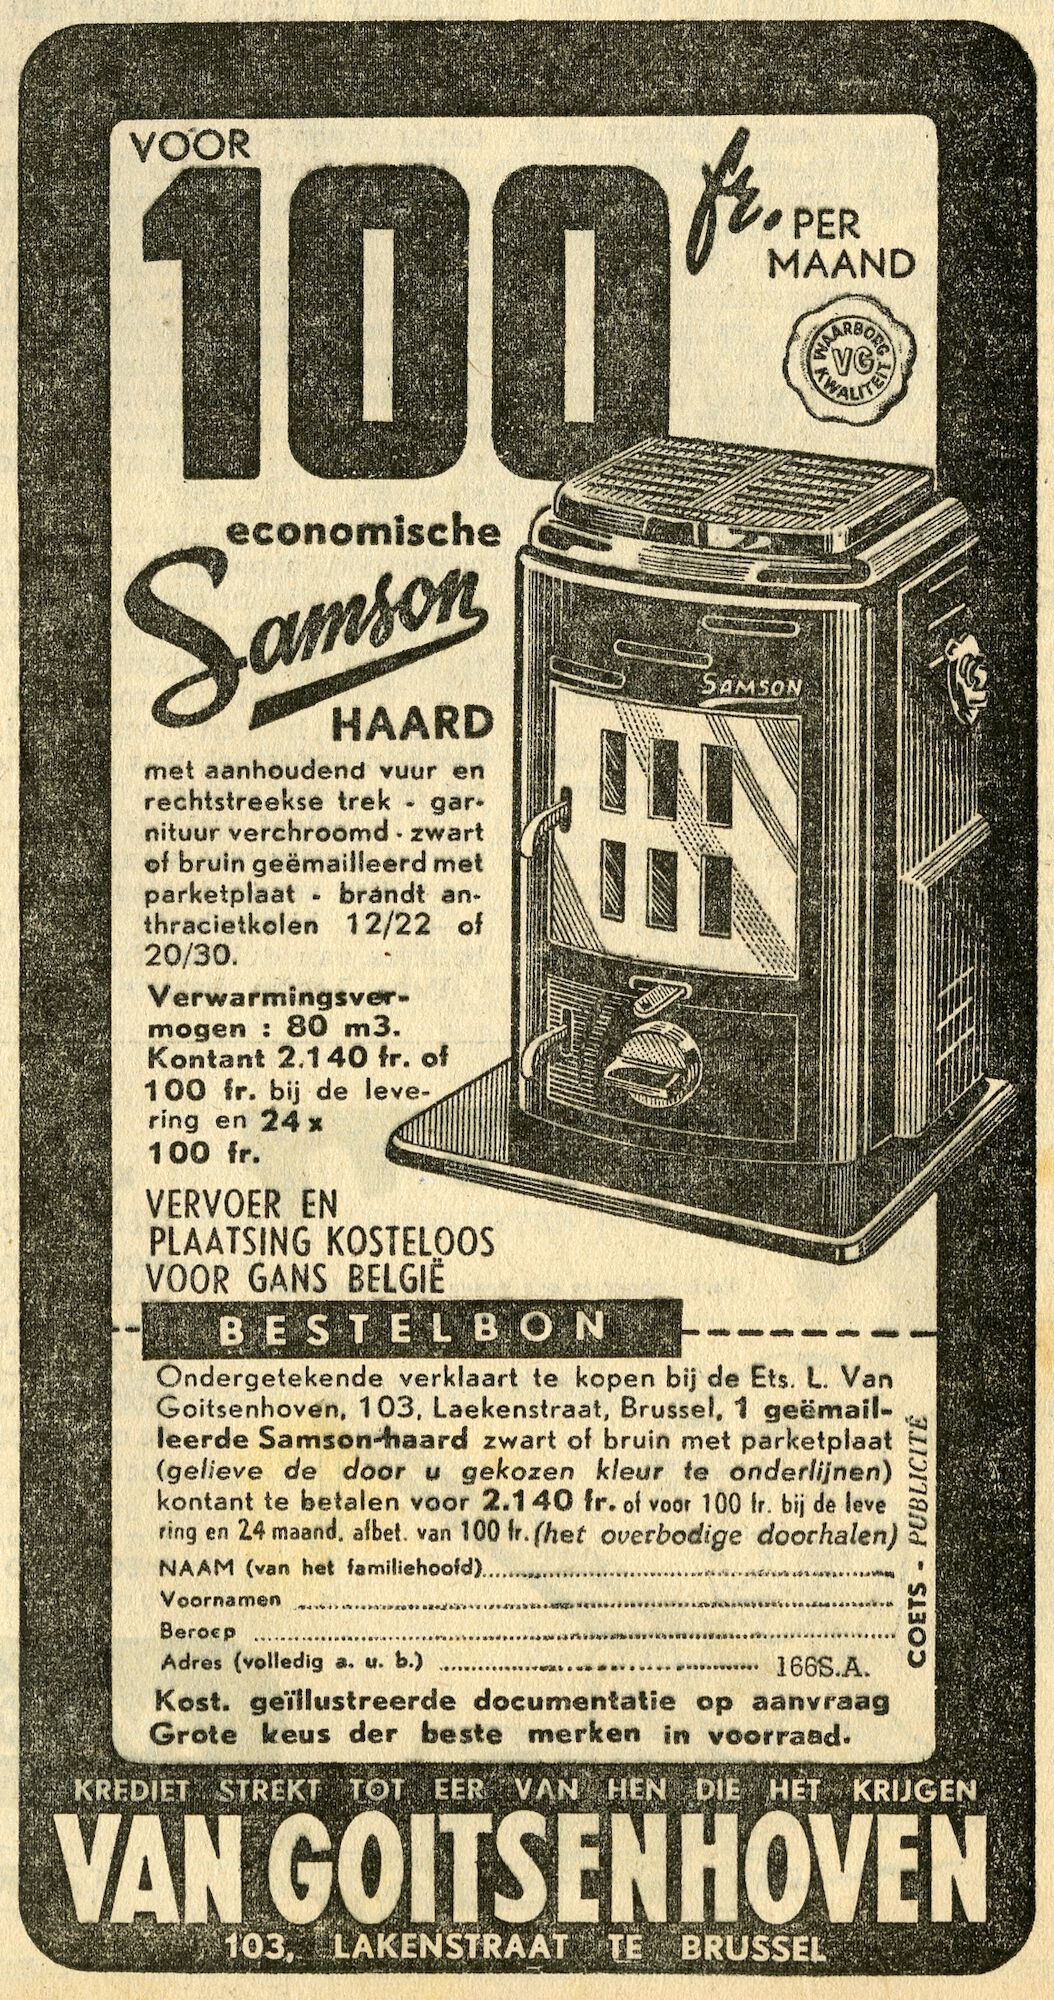 VOOR
100 fr. PER
MAAND
WAARBORG
VG
KWALITEIT
economische
Samson
HAARD
SAMSON
met aanhoudend vuur en
rechtstreekse trek - gar-
nituur verchroomd - zwart
of bruin geëmailleerd met
parketplaat - brandt an-
thracietkolen 12/22 of
20/30.
Verwarmingsver-
mogen : 80 m3.
Kontant 2.140 fr. of
100 fr. bij de leve-
ring en 24 x
100 fr.
VERVOER EN
PLAATSING KOSTELOOS
VOOR GANS BELGIË
BESTELBON
Ondergetekende verklaart te kopen bij de Ets. L. Van
Goitsenhoven, 103, Laekenstraat, Brussel, 1 geëmail-
leerde Samson-haard zwart of bruin met parketplaat
(gelieve de door u gekozen kleur te onderlijnen)
kontant te betalen voor 2.140 fr. of voor 100 fr. bij de leve
ring en 24 maand. afbet. van 100 fr. (het overbodige doorhalen)
NAAM (van het familiehoofd)
Voornamen
Beroep
Adres (volledig a. u. b.) 166S.A.
COETS - PUBLICITÉ
Kost. geïllustreerde documentatie op aanvraag
Grote keus der beste merken in voorraad.
KREDIET STREKT TOT EER VAN HEN DIE HET KRIJGEN
VAN GOITSENHOVEN
103, LAKENSTRAAT TE BRUSSEL